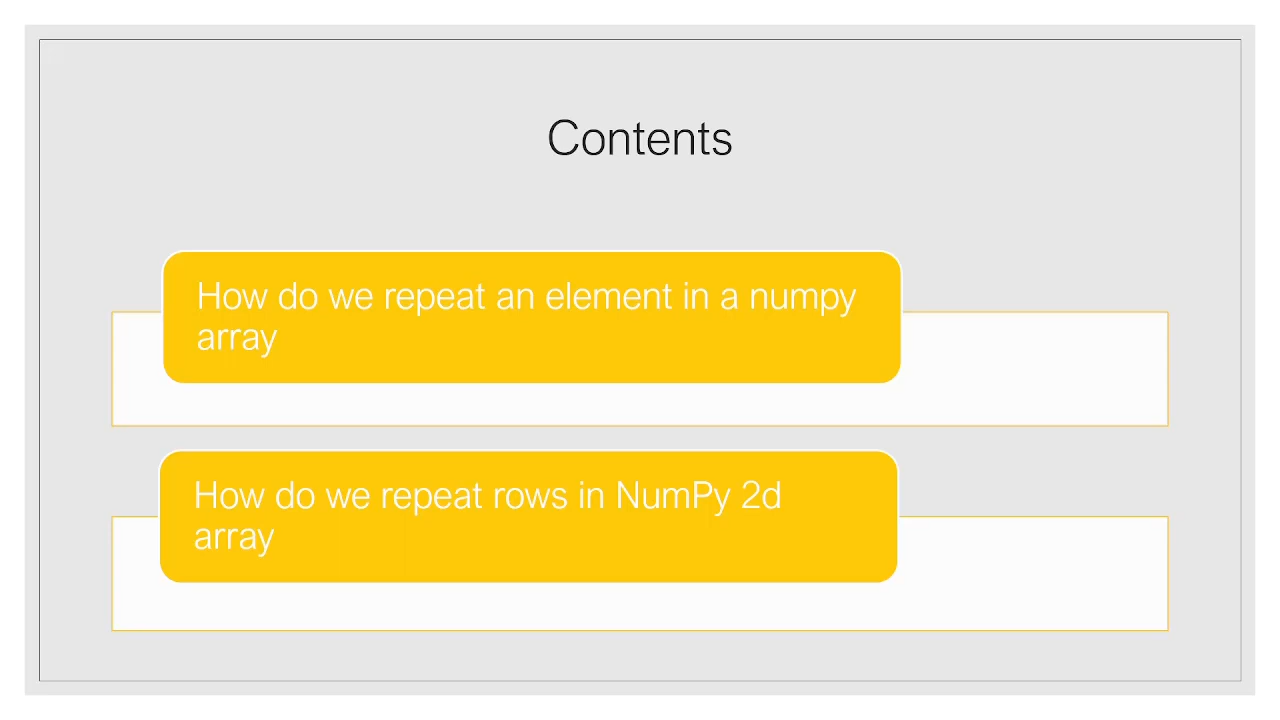 Contents
How do we repeat an element in a numpy
array
How do we repeat rows in NumPy 2d
array